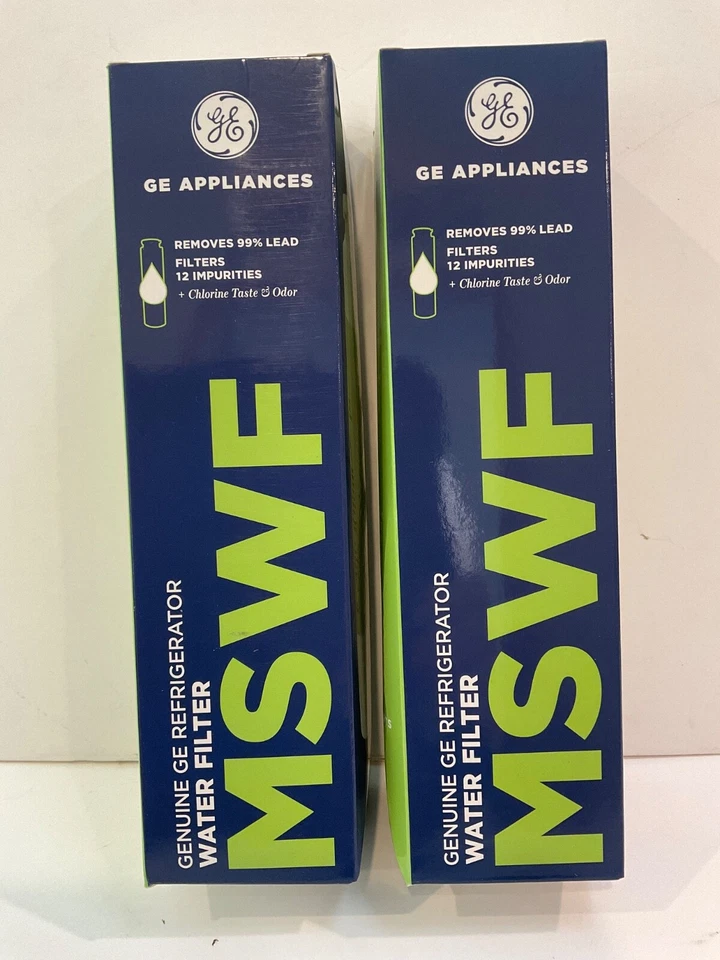 GE
GE APPLIANCES
REMOVES 99% LEAD
FILTERS
12 IMPURITIES
+ Chlorine Taste & Odor
GENUINE GE REFRIGERATOR
WATER FILTER
MSWF
GE
GE APPLIANCES
REMOVES 99% LEAD
FILTERS
12 IMPURITIES
+ Chlorine Taste & Odor
GENUINE GE REFRIGERATOR
WATER FILTER
MSWF